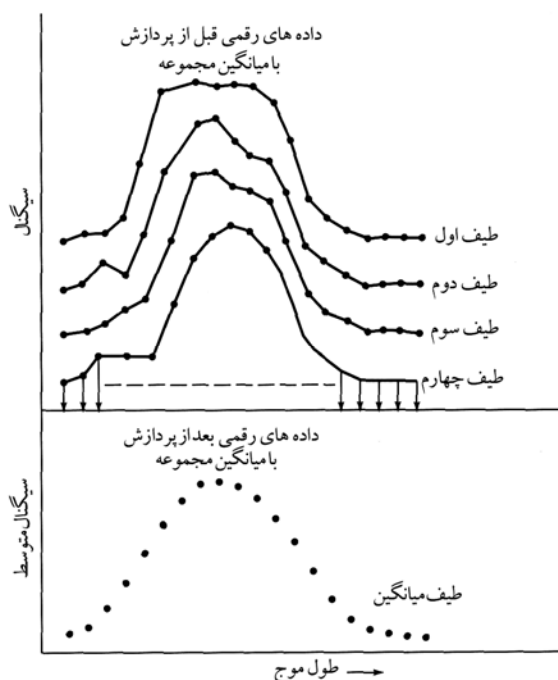 داده های رقمی قبل از پردازش
با میانگین مجموعه
سیگنال
طیف اول
طیف دوم
طیف سوم
طیف چهارم
داده های رقمی بعد از پردازش
با میانگین مجموعه
سیگنال متوسط
طیف میانگین
طول موج